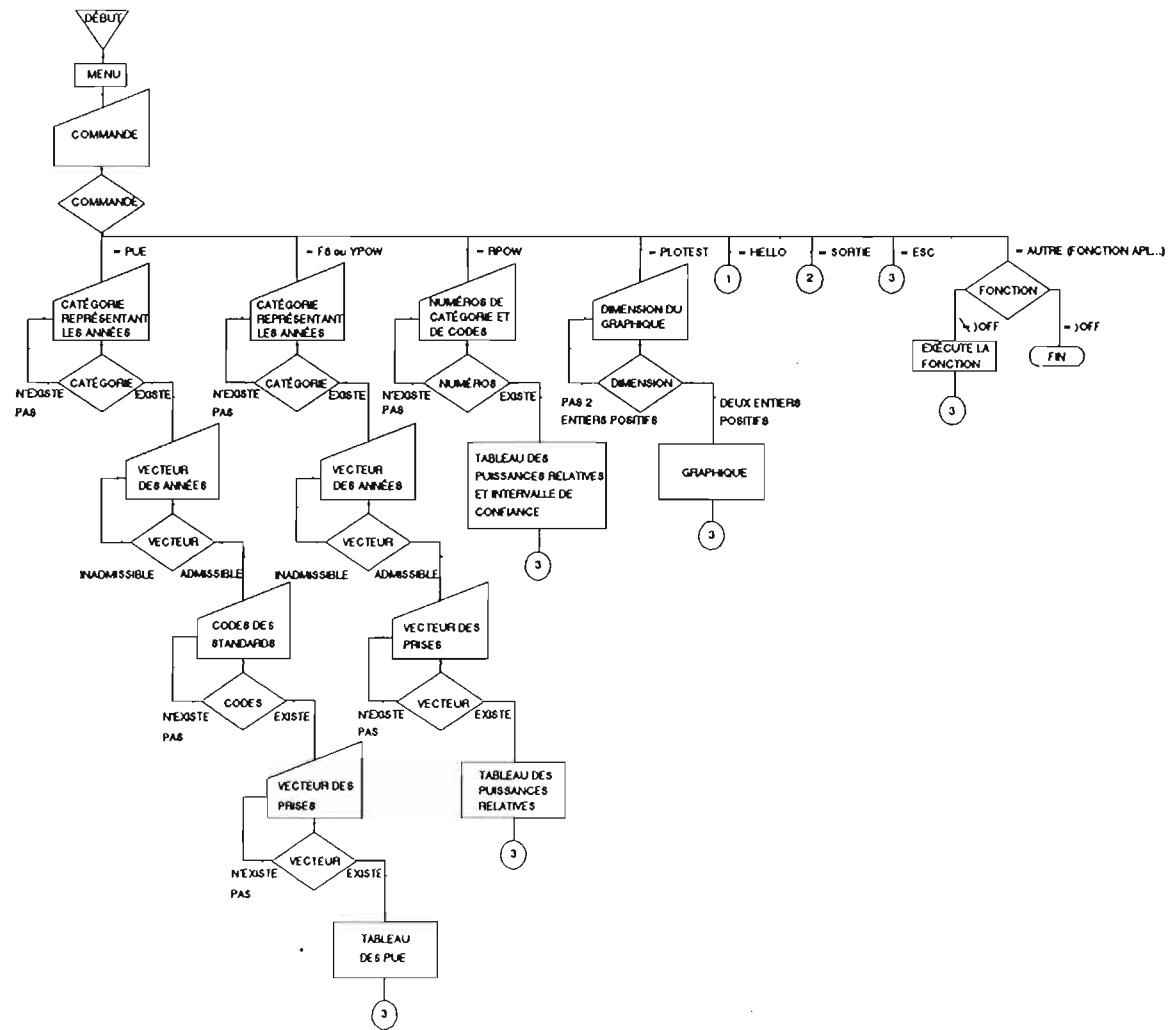 DÉBUT
MENU
COMMANDE
COMMANDE
= PUE
= FS ou YPOW
= RPOW
= PLOTEST
= HELLO
= SORTIE
= ESC
= AUTRE (FONCTION APL...)
1
2
3
CATÉGORIE
REPRÉSENTANT
LES ANNÉES
CATÉGORIE
REPRÉSENTANT
LES ANNÉES
NUMÉROS DE
CATÉGORIE ET
DE CODES
DIMENSION DU
GRAPHIQUE
FONCTION
≠ )OFF
= )OFF
EXÉCUTE LA
FONCTION
FIN
3
CATÉGORIE
N'EXISTE
PAS
EXISTE
CATÉGORIE
N'EXISTE
PAS
EXISTE
NUMÉROS
N'EXISTE
PAS
EXISTE
DIMENSION
PAS 2
ENTIERS POSITIFS
DEUX ENTIERS
POSITIFS
VECTEUR
DES ANNÉES
VECTEUR
DES ANNÉES
TABLEAU DES
PUISSANCES RELATIVES
ET INTERVALLE DE
CONFIANCE
3
GRAPHIQUE
3
VECTEUR
INADMISSIBLE
ADMISSIBLE
VECTEUR
INADMISSIBLE
ADMISSIBLE
CODES DES
STANDARDS
VECTEUR DES
PRISES
CODES
N'EXISTE
PAS
EXISTE
VECTEUR
N'EXISTE
PAS
EXISTE
VECTEUR DES
PRISES
TABLEAU DES
PUISSANCES
RELATIVES
3
VECTEUR
N'EXISTE
PAS
EXISTE
TABLEAU
DES PUE
3